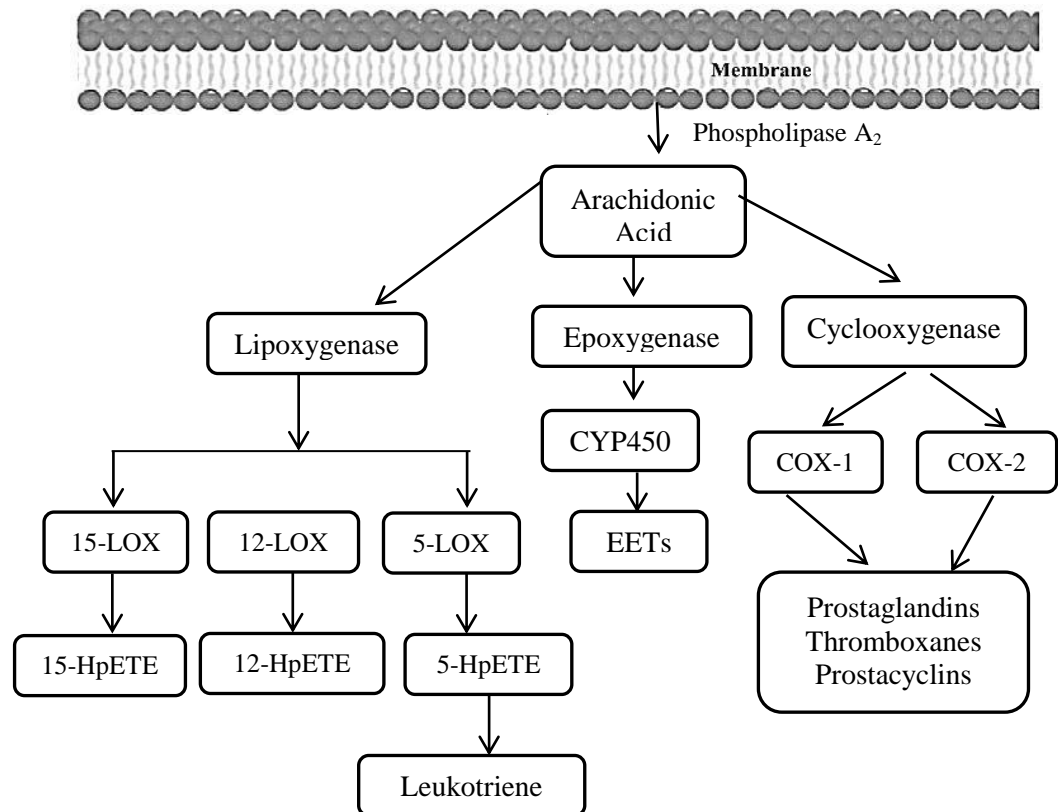 Membrane
Phospholipase A₂
Arachidonic
Acid
Lipoxygenase
Epoxygenase
Cyclooxygenase
CYP450
COX-1
COX-2
15-LOX
12-LOX
5-LOX
EETs
Prostaglandins
Thromboxanes
Prostacyclins
15-HpETE
12-HpETE
5-HpETE
Leukotriene